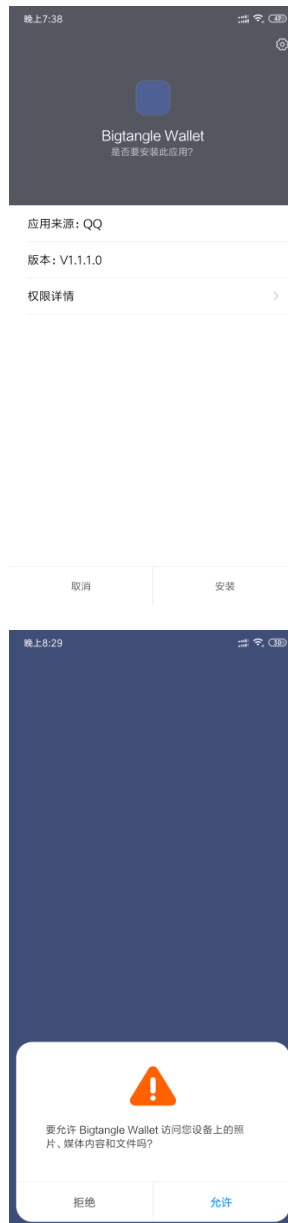 晚上7:38
Bigtangle Wallet
是否要安装此应用?
应用来源: QQ
版本: V1.1.1.0
权限详情
取消 安装
晚上8:29
要允许 Bigtangle Wallet 访问您设备上的照
片、媒体内容和文件吗?
拒绝 允许